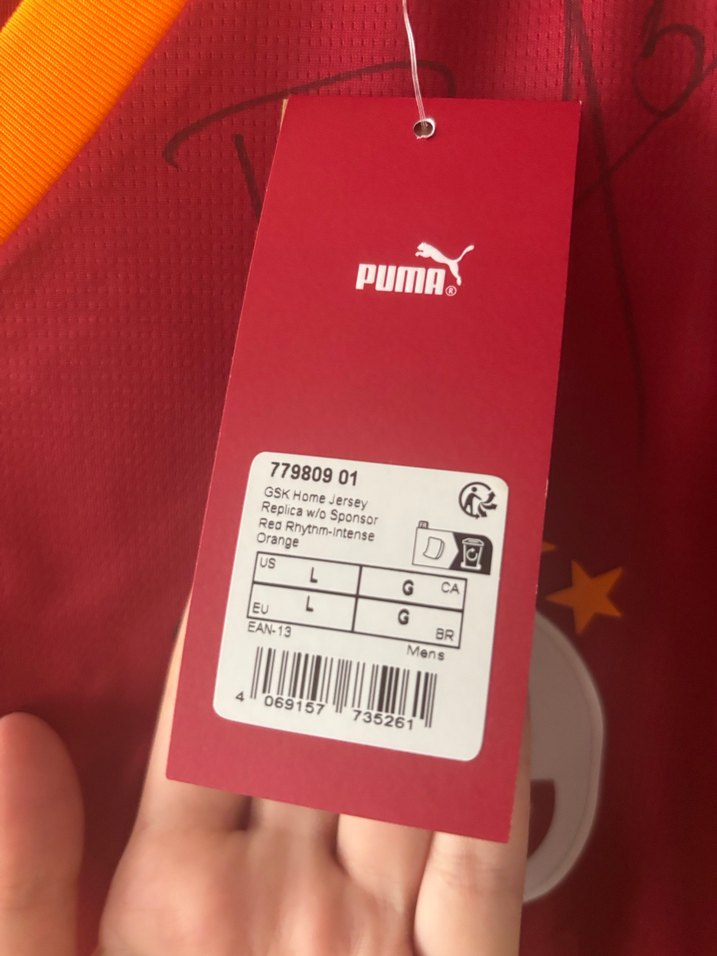 PUMA®
779809 01
GSK Home Jersey
Replica w/o Sponsor
Red Rhythm-Intense
Orange
US L G CA
EU L G BR
EAN-13
Mens
4 069157 735261